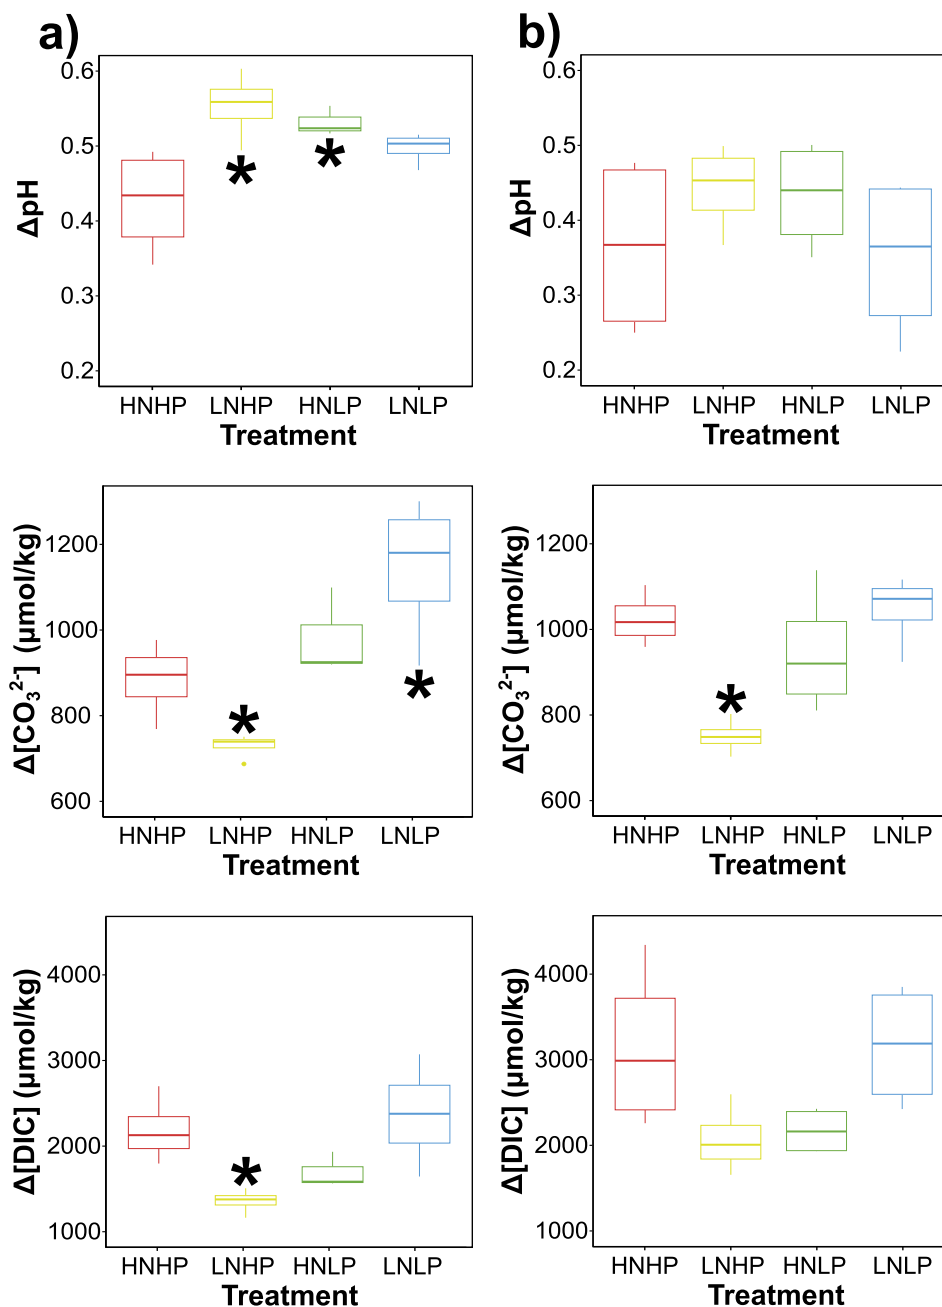 a)
ΔpH
0.6
0.5
0.4
0.3
0.2
HNHP LNHP HNLP LNLP
Treatment
*
*
b)
ΔpH
0.6
0.5
0.4
0.3
0.2
HNHP LNHP HNLP LNLP
Treatment
Δ[CO₃²⁻] (μmol/kg)
1200
1000
800
600
HNHP LNHP HNLP LNLP
Treatment
*
*
Δ[CO₃²⁻] (μmol/kg)
1200
1000
800
600
HNHP LNHP HNLP LNLP
Treatment
*
Δ[DIC] (μmol/kg)
4000
3000
2000
1000
HNHP LNHP HNLP LNLP
Treatment
*
Δ[DIC] (μmol/kg)
4000
3000
2000
1000
HNHP LNHP HNLP LNLP
Treatment